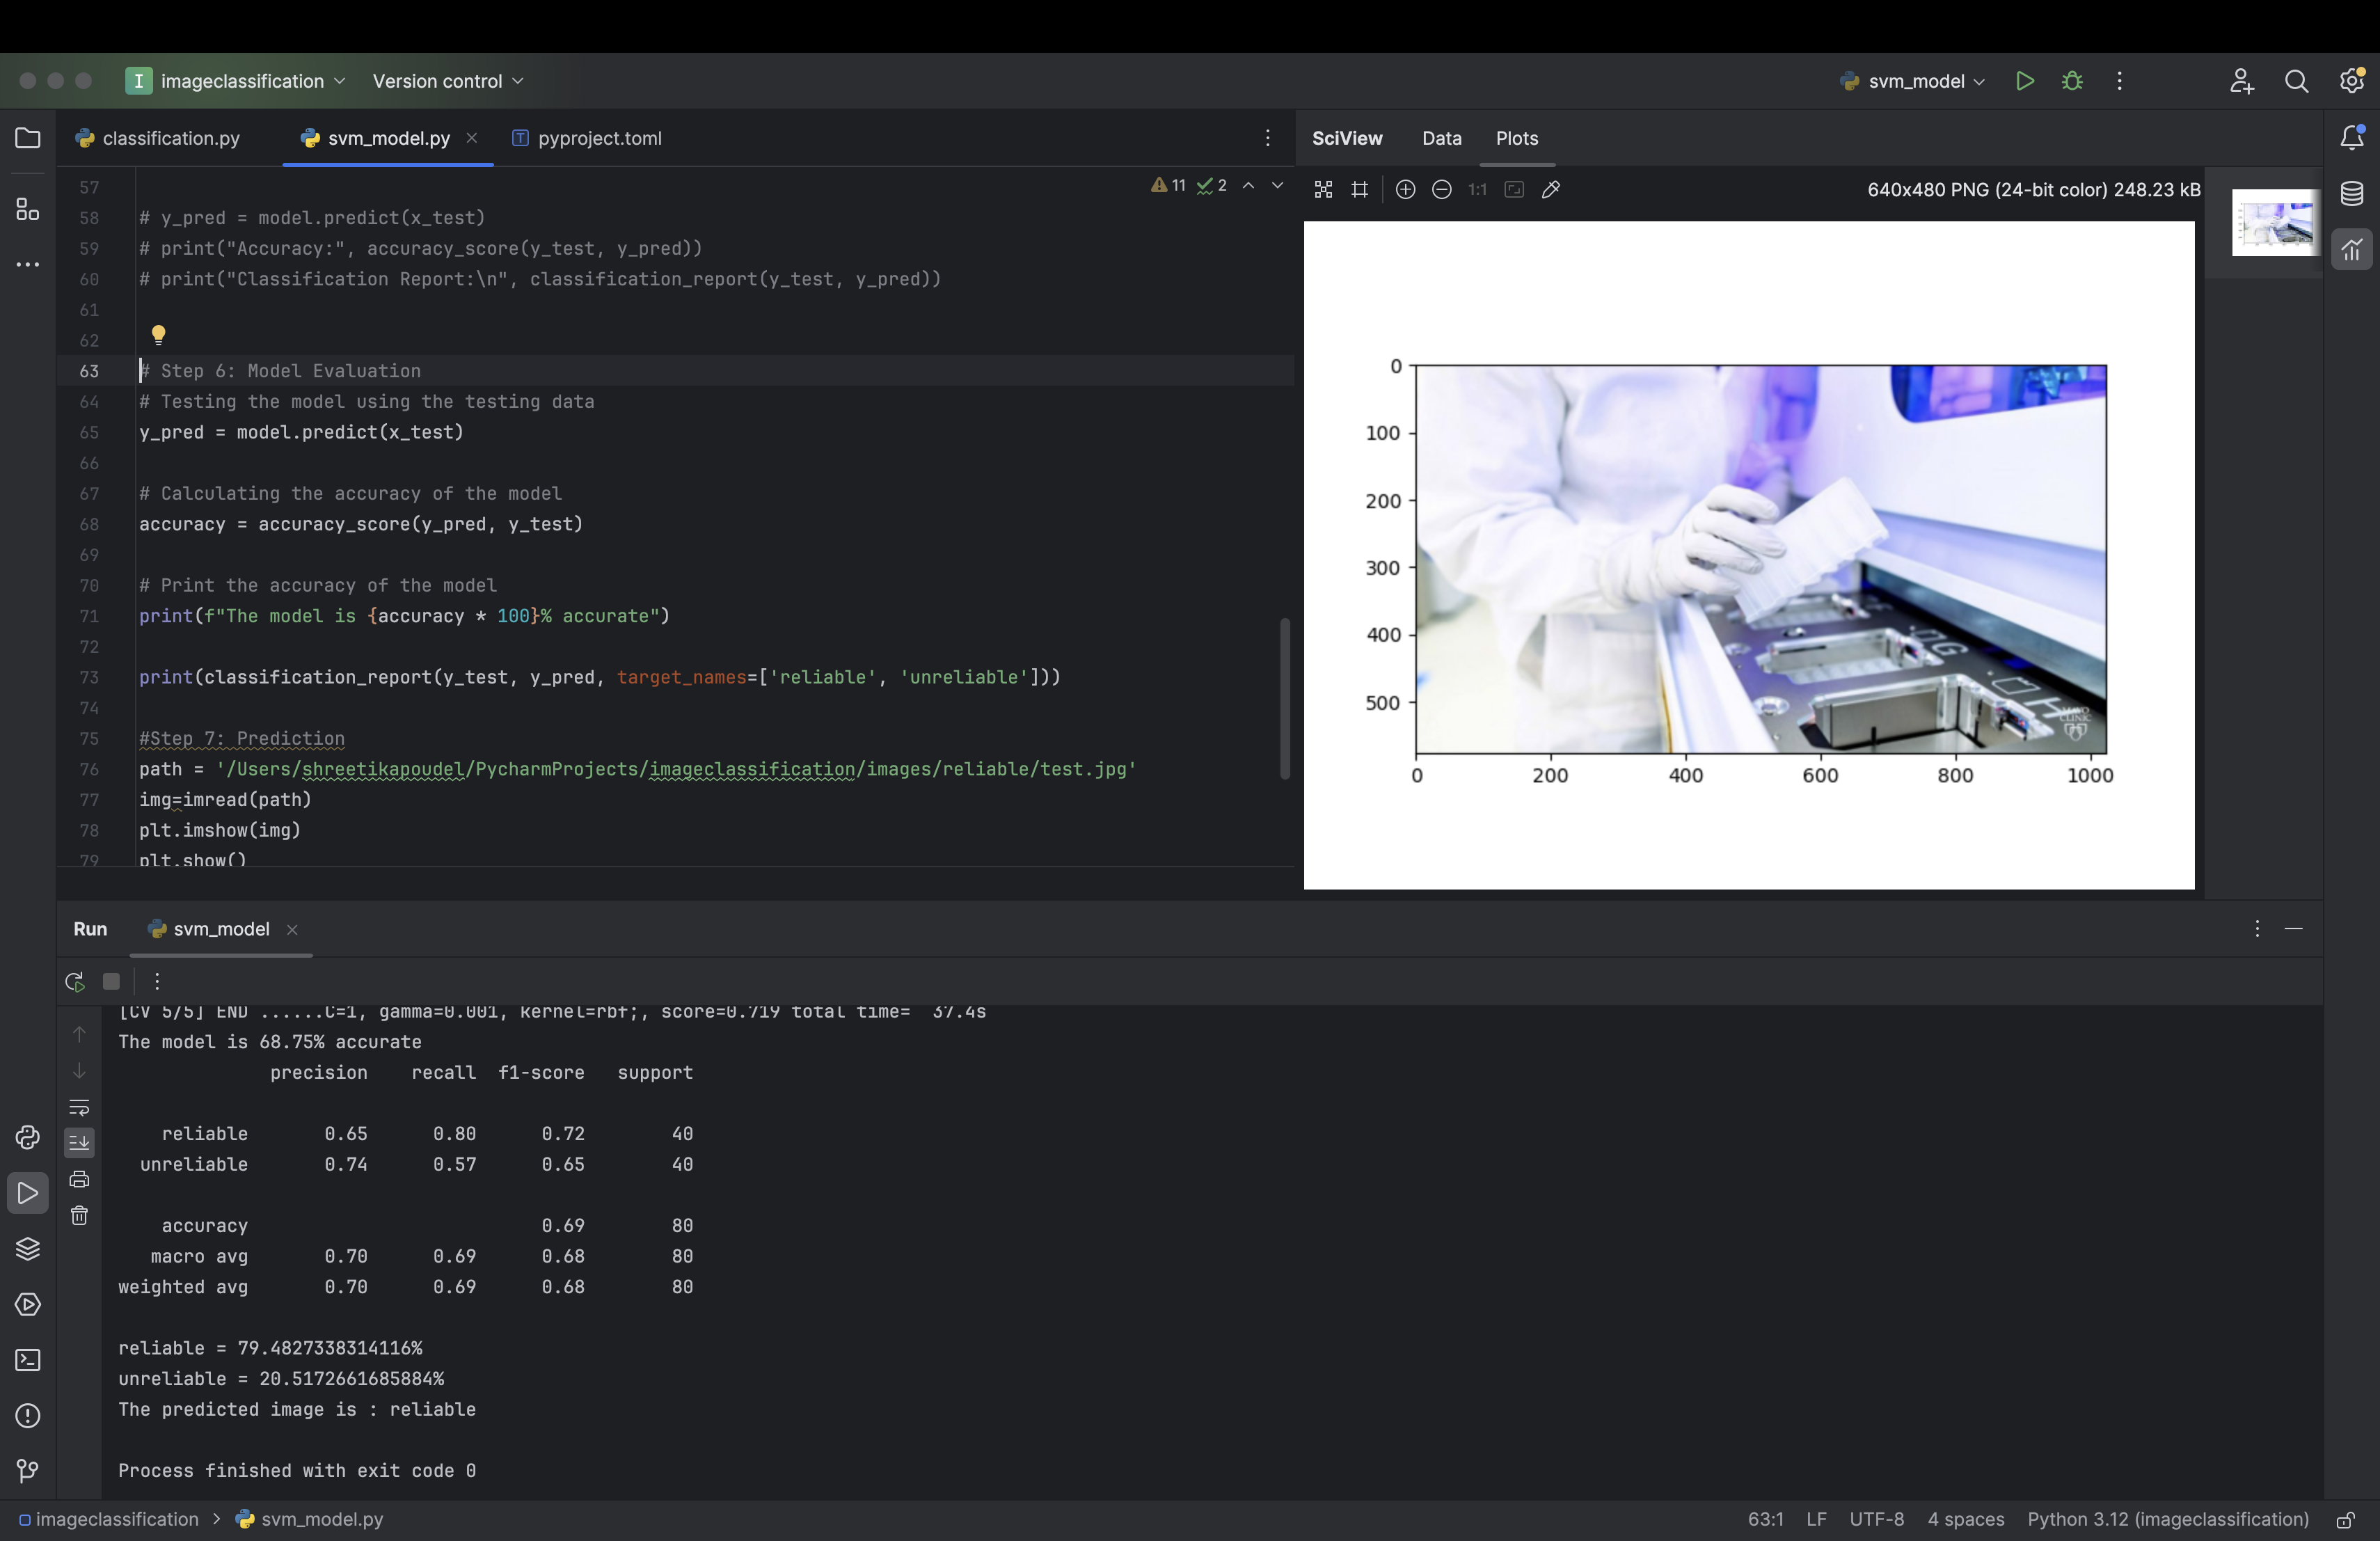 I imageclassification Version control svm_model
classification.py svm_model.py pyproject.toml
SciView Data Plots
11 2
1:1 640x480 PNG (24-bit color) 248.23 kB
57
58 # y_pred = model.predict(x_test)
59 # print("Accuracy:", accuracy_score(y_test, y_pred))
60 # print("Classification Report:\n", classification_report(y_test, y_pred))
61
62
63 # Step 6: Model Evaluation
64 # Testing the model using the testing data
65 y_pred = model.predict(x_test)
66
67 # Calculating the accuracy of the model
68 accuracy = accuracy_score(y_pred, y_test)
69
70 # Print the accuracy of the model
71 print(f"The model is {accuracy * 100}% accurate")
72
73 print(classification_report(y_test, y_pred, target_names=['reliable', 'unreliable']))
74
75 #Step 7: Prediction
76 path = '/Users/shreetikapoudel/PycharmProjects/imageclassification/images/reliable/test.jpg'
77 img=imread(path)
78 plt.imshow(img)
79 plt.show()
0
100
200
300
400
500
0 200 400 600 800 1000
MAYO
CLINIC
Run svm_model
[CV 5/5] END ......C=1, gamma=0.001, kernel=rbf;, score=0.719 total time=  37.4s
The model is 68.75% accurate
precision recall f1-score support
reliable 0.65 0.80 0.72 40
unreliable 0.74 0.57 0.65 40
accuracy 0.69 80
macro avg 0.70 0.69 0.68 80
weighted avg 0.70 0.69 0.68 80
reliable = 79.4827338314116%
unreliable = 20.5172661685884%
The predicted image is : reliable
Process finished with exit code 0
imageclassification > svm_model.py
63:1 LF UTF-8 4 spaces Python 3.12 (imageclassification)